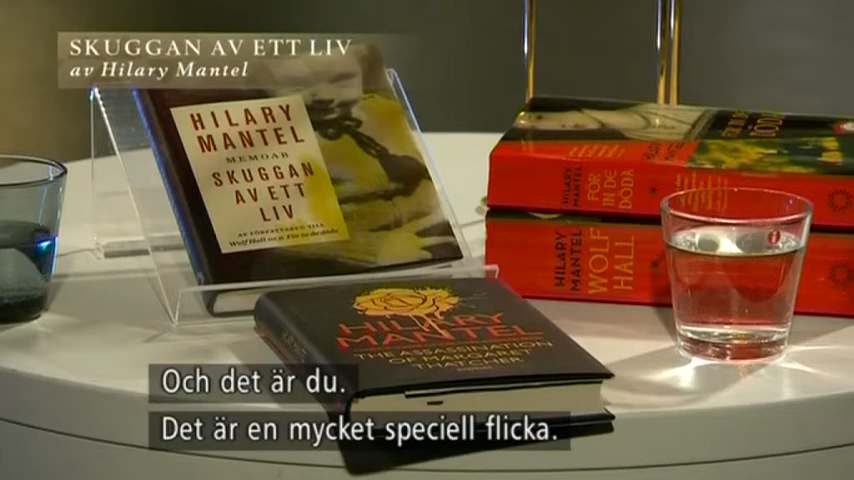 SKUGGAN AV ETT LIV
av Hilary Mantel
HILARY
MANTEL
MEMOAR
SKUGGAN
AV ETT
LIV
AV FÖRFATTAREN TILL
Wolf Hall och För in de döda
HILARY
MANTEL
FÖR
IN DE
DÖDA
HILARY
MANTEL
WOLF
HALL
HILARY
MANTEL
THE ASSASSINATION
OF MARGARET
THATCHER
Och det är du.
Det är en mycket speciell flicka.